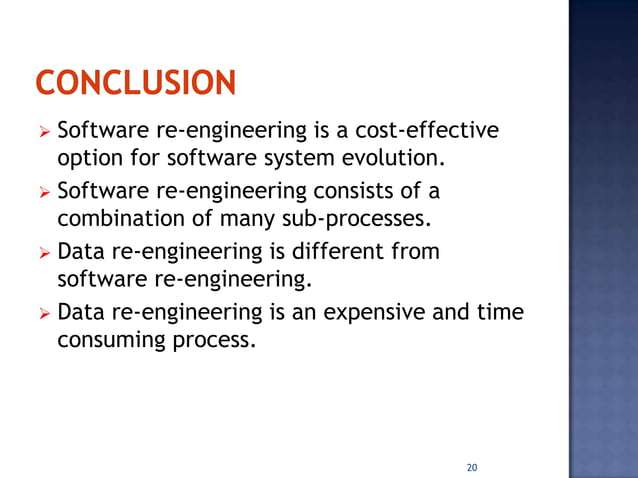 CONCLUSION
➢ Software re-engineering is a cost-effective
option for software system evolution.
➢ Software re-engineering consists of a
combination of many sub-processes.
➢ Data re-engineering is different from
software re-engineering.
➢ Data re-engineering is an expensive and time
consuming process.
20